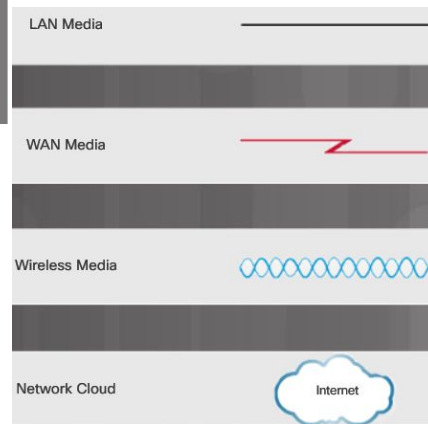 LAN Media
WAN Media
Wireless Media
Network Cloud
Internet